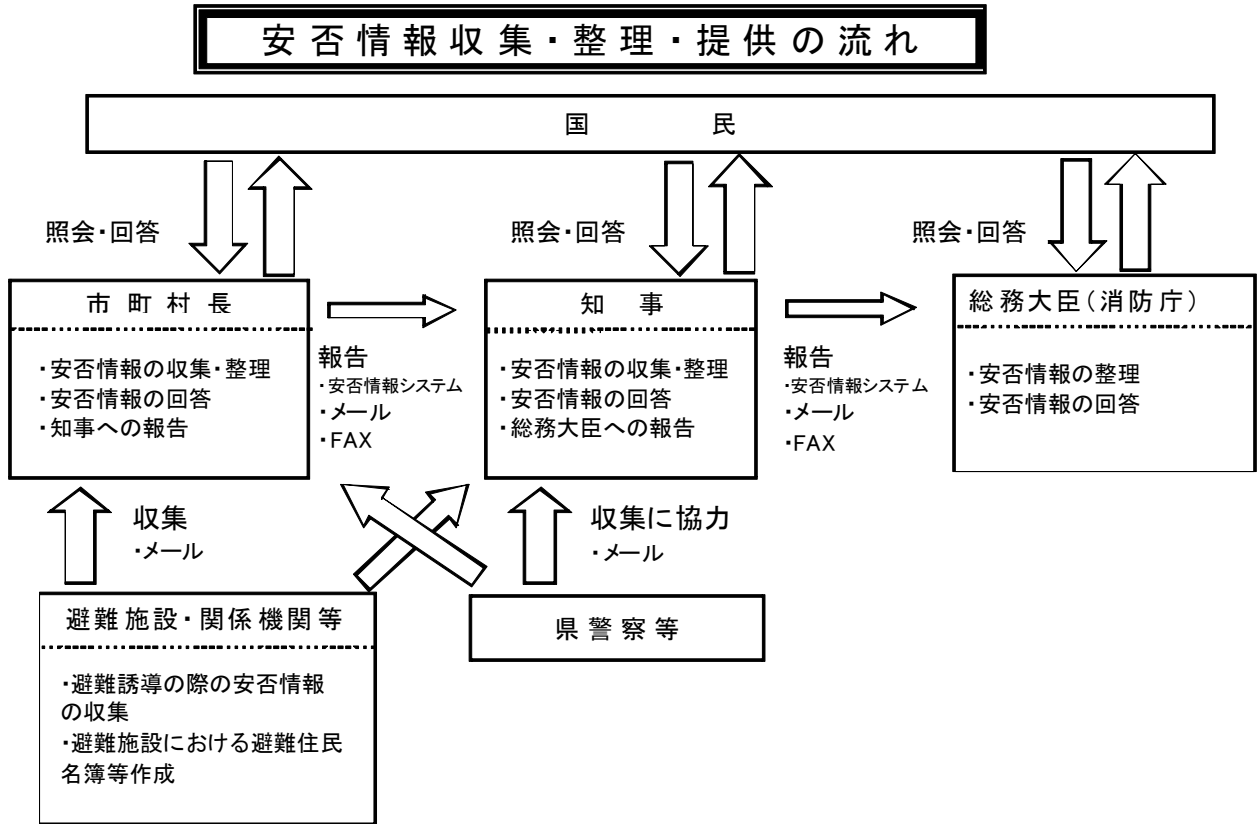 安否情報収集・整理・提供の流れ
国　民
照会・回答
照会・回答
照会・回答
市町村長
・安否情報の収集・整理
・安否情報の回答
・知事への報告
報告
・安否情報システム
・メール
・FAX
知事
・安否情報の収集・整理
・安否情報の回答
・総務大臣への報告
報告
・安否情報システム
・メール
・FAX
総務大臣(消防庁)
・安否情報の整理
・安否情報の回答
収集
・メール
収集に協力
・メール
避難施設・関係機関等
・避難誘導の際の安否情報
の収集
・避難施設における避難住民
名簿等作成
県警察等